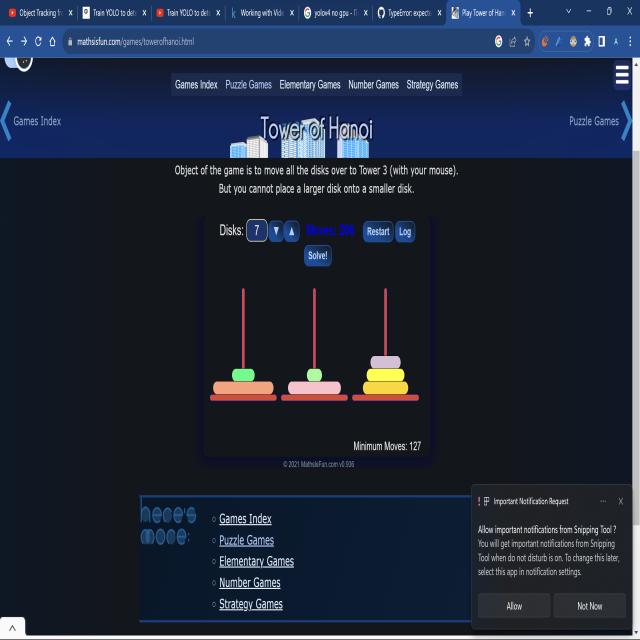 Object Tracking fr
Train YOLO to dete
Train YOLO to dete
Working with Vide
yolov4 no gpu - П
TypeError: expecte
Play Tower of Han
mathsisfun.com/games/towerofhanoi.html
Games Index Puzzle Games Elementary Games Number Games Strategy Games
Games Index
Tower of Hanoi
Puzzle Games
Object of the game is to move all the disks over to Tower 3 (with your mouse).
But you cannot place a larger disk onto a smaller disk.
Disks: 7 ▼ ▲ Moves: 206 Restart Log
Solve!
Minimum Moves: 127
© 2021 MathsIsFun.com v0.936
Here's
More:
Games Index
Puzzle Games
Elementary Games
Number Games
Strategy Games
Important Notification Request
Allow important notifications from Snipping Tool ?
You will get important notifications from Snipping
Tool when do not disturb is on. To change this later,
select this app in notification settings.
Allow Not Now